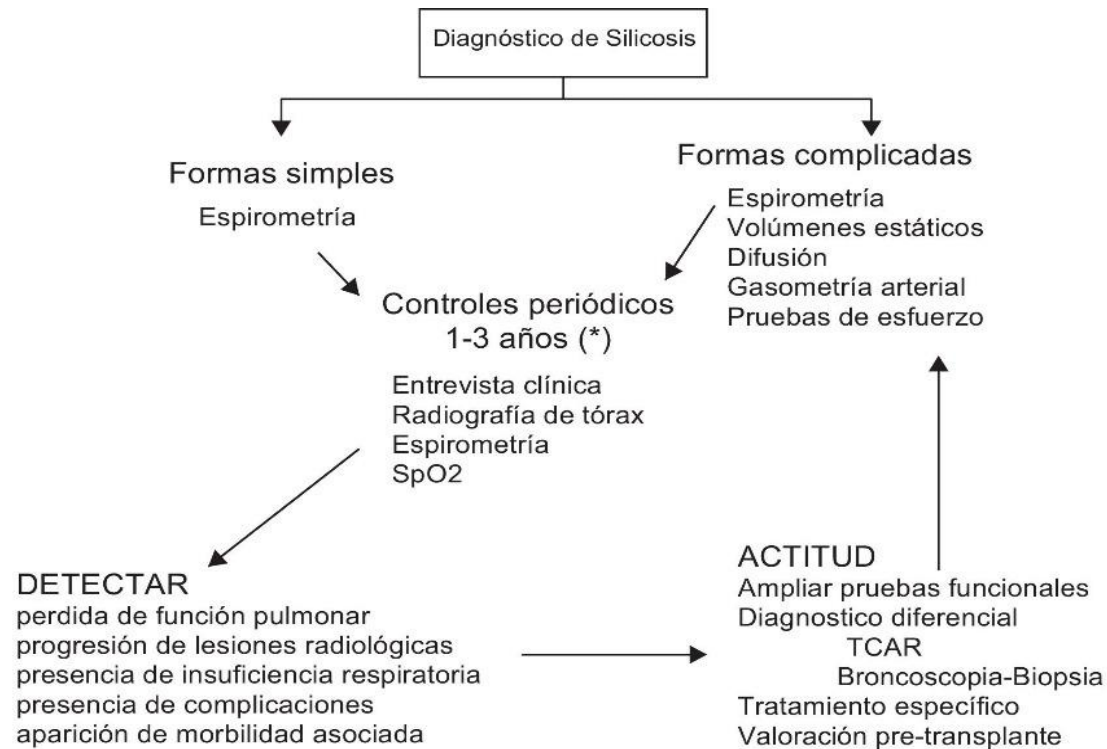 Diagnóstico de Silicosis
Formas simples
Espirometría
Formas complicadas
Espirometría
Volúmenes estáticos
Difusión
Gasometría arterial
Pruebas de esfuerzo
Controles periódicos
1-3 años (*)
Entrevista clínica
Radiografía de tórax
Espirometría
SpO2
DETECTAR
perdida de función pulmonar
progresión de lesiones radiológicas
presencia de insuficiencia respiratoria
presencia de complicaciones
aparición de morbilidad asociada
ACTITUD
Ampliar pruebas funcionales
Diagnostico diferencial
TCAR
Broncoscopia-Biopsia
Tratamiento específico
Valoración pre-transplante